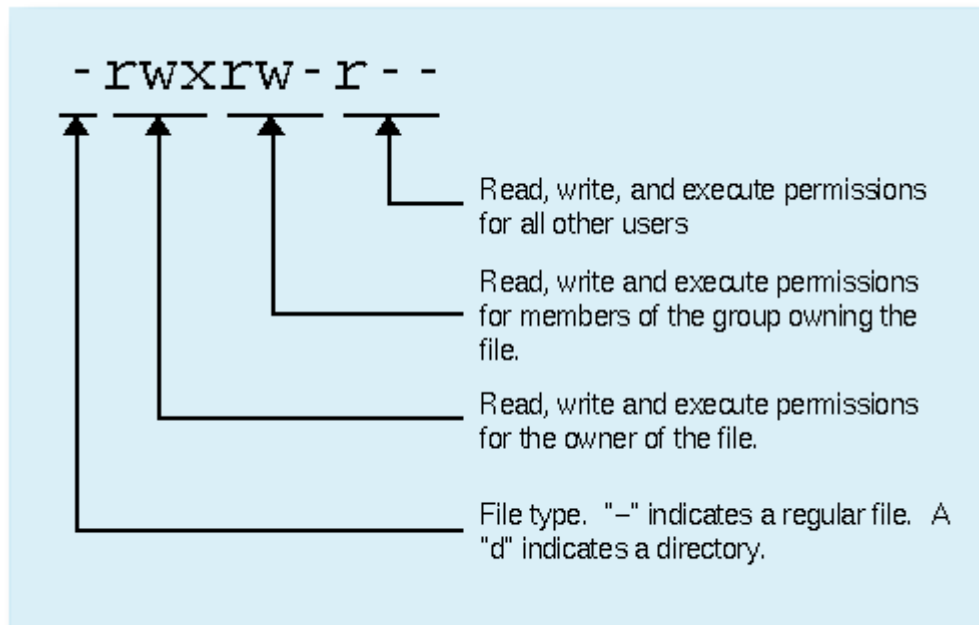 -rwxrw-r--
Read, write, and execute permissions
for all other users
Read, write and execute permissions
for members of the group owning the
file.
Read, write and execute permissions
for the owner of the file.
File type. "–" indicates a regular file. A
"d" indicates a directory.